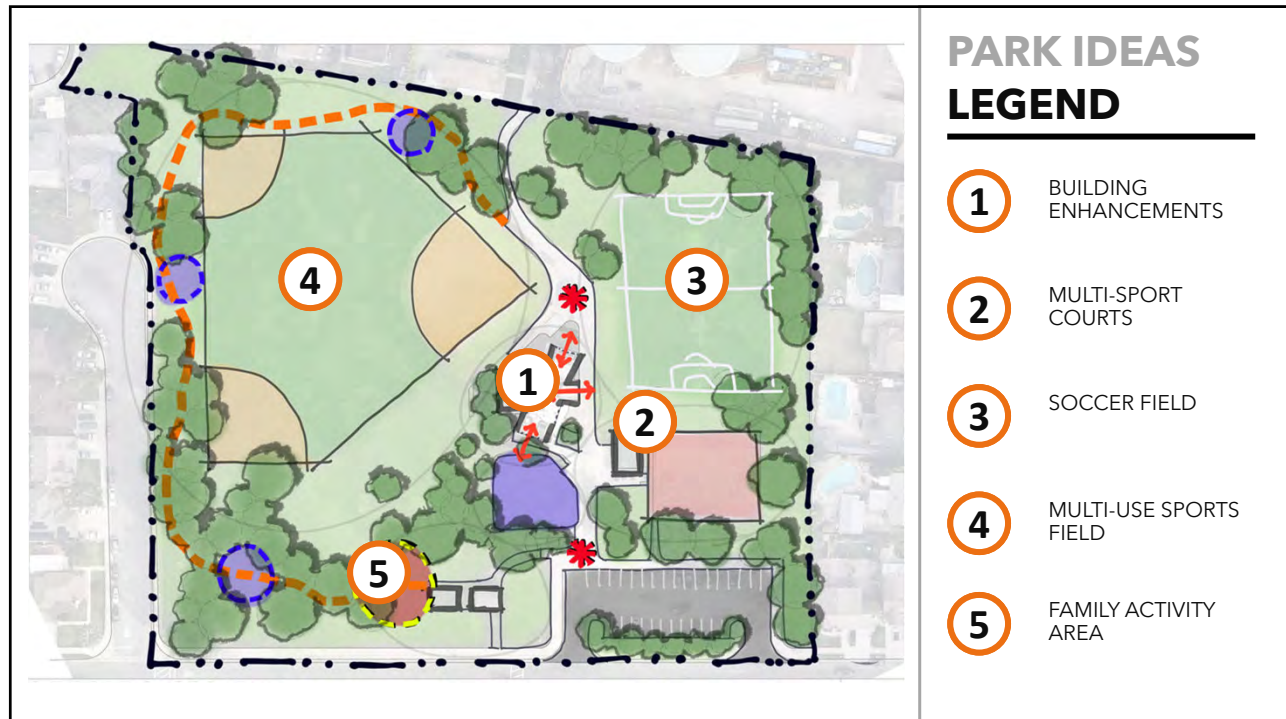 PARK IDEAS
LEGEND
1
BUILDING
ENHANCEMENTS
2
MULTI-SPORT
COURTS
3
SOCCER FIELD
4
MULTI-USE SPORTS
FIELD
5
FAMILY ACTIVITY
AREA
4
3
1
2
5